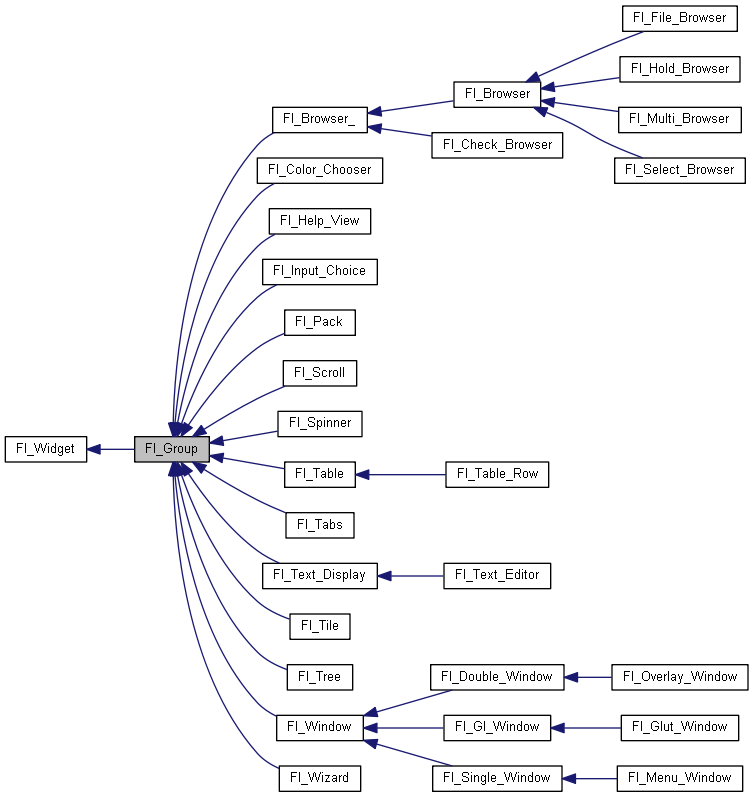 Fl_File_Browser
Fl_Hold_Browser
Fl_Browser
Fl_Multi_Browser
Fl_Browser_
Fl_Check_Browser
Fl_Select_Browser
Fl_Color_Chooser
Fl_Help_View
Fl_Input_Choice
Fl_Pack
Fl_Scroll
Fl_Spinner
Fl_Widget
Fl_Group
Fl_Table
Fl_Table_Row
Fl_Tabs
Fl_Text_Display
Fl_Text_Editor
Fl_Tile
Fl_Tree
Fl_Double_Window
Fl_Overlay_Window
Fl_Window
Fl_Gl_Window
Fl_Glut_Window
Fl_Wizard
Fl_Single_Window
Fl_Menu_Window